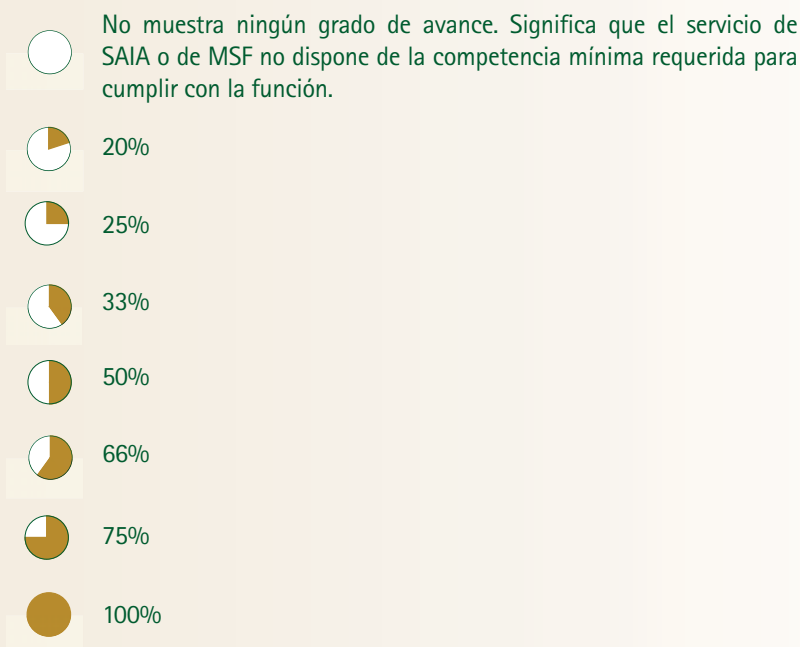 No muestra ningún grado de avance. Significa que el servicio de
SAIA o de MSF no dispone de la competencia mínima requerida para
cumplir con la función.
20%
25%
33%
50%
66%
75%
100%